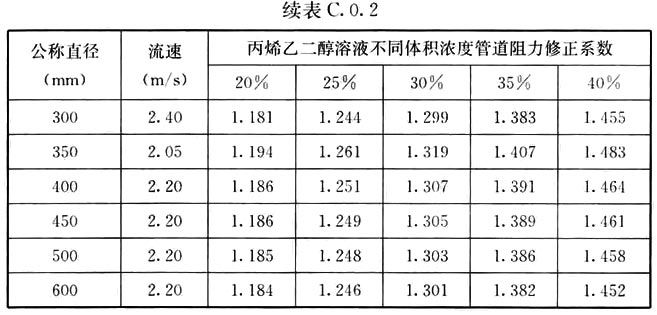 续表 C.0.2
公称直径 流速 丙烯乙二醇溶液不同体积浓度管道阻力修正系数
(mm) (m/s) 20% 25% 30% 35% 40%
300 2.40 1.181 1.244 1.299 1.383 1.455
350 2.05 1.194 1.261 1.319 1.407 1.483
400 2.20 1.186 1.251 1.307 1.391 1.464
450 2.20 1.186 1.249 1.305 1.389 1.461
500 2.20 1.185 1.248 1.303 1.386 1.458
600 2.20 1.184 1.246 1.301 1.382 1.452